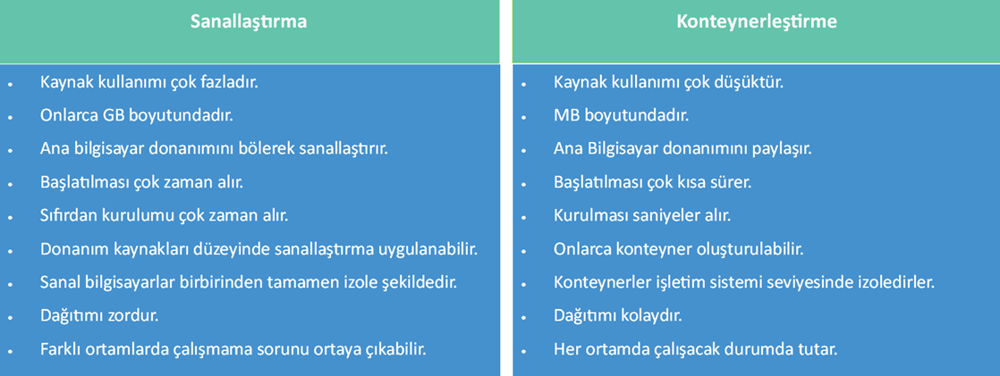 Sanallaştırma
• Kaynak kullanımı çok fazladır.
• Onlarca GB boyutundadır.
• Ana bilgisayar donanımını bölerek sanallaştırır.
• Başlatılması çok zaman alır.
• Sıfırdan kurulumu çok zaman alır.
• Donanım kaynakları düzeyinde sanallaştırma uygulanabilir.
• Sanal bilgisayarlar birbirinden tamamen izole şekildedir.
• Dağıtımı zordur.
• Farklı ortamlarda çalışmama sorunu ortaya çıkabilir.
Konteynerleştirme
• Kaynak kullanımı çok düşüktür.
• MB boyutundadır.
• Ana Bilgisayar donanımını paylaşır.
• Başlatılması çok kısa sürer.
• Kurulması saniyeler alır.
• Onlarca konteyner oluşturulabilir.
• Konteynerler işletim sistemi seviyesinde izoledirler.
• Dağıtımı kolaydır.
• Her ortamda çalışacak durumda tutar.